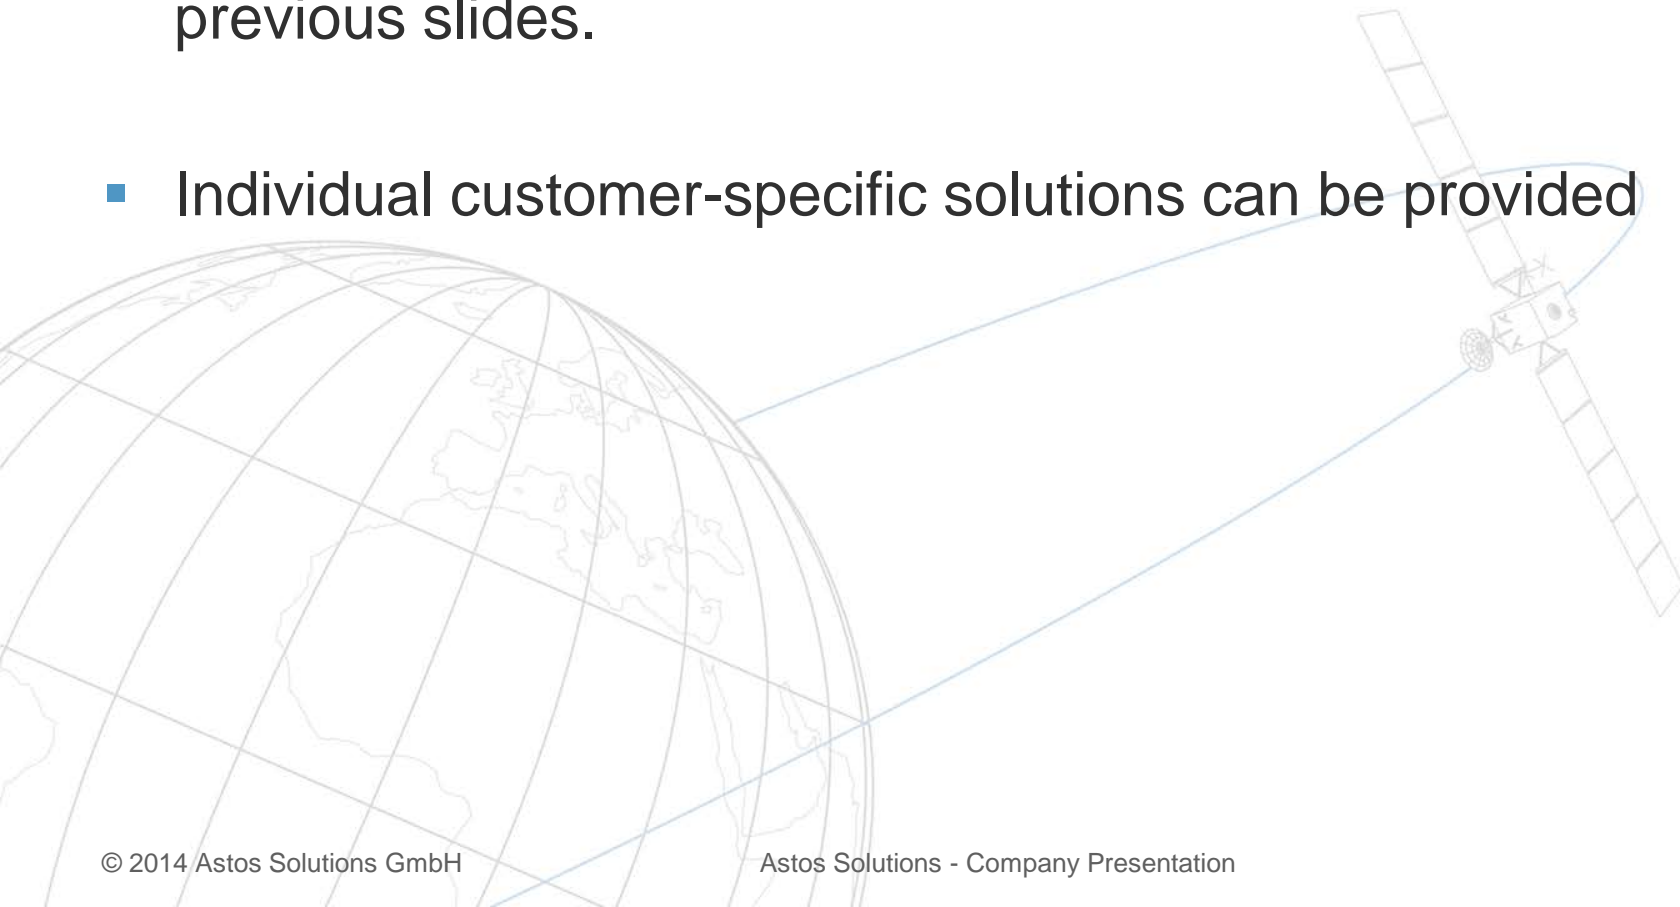 previous slides.
▪ Individual customer-specific solutions can be provided
© 2014 Astos Solutions GmbH
Astos Solutions - Company Presentation